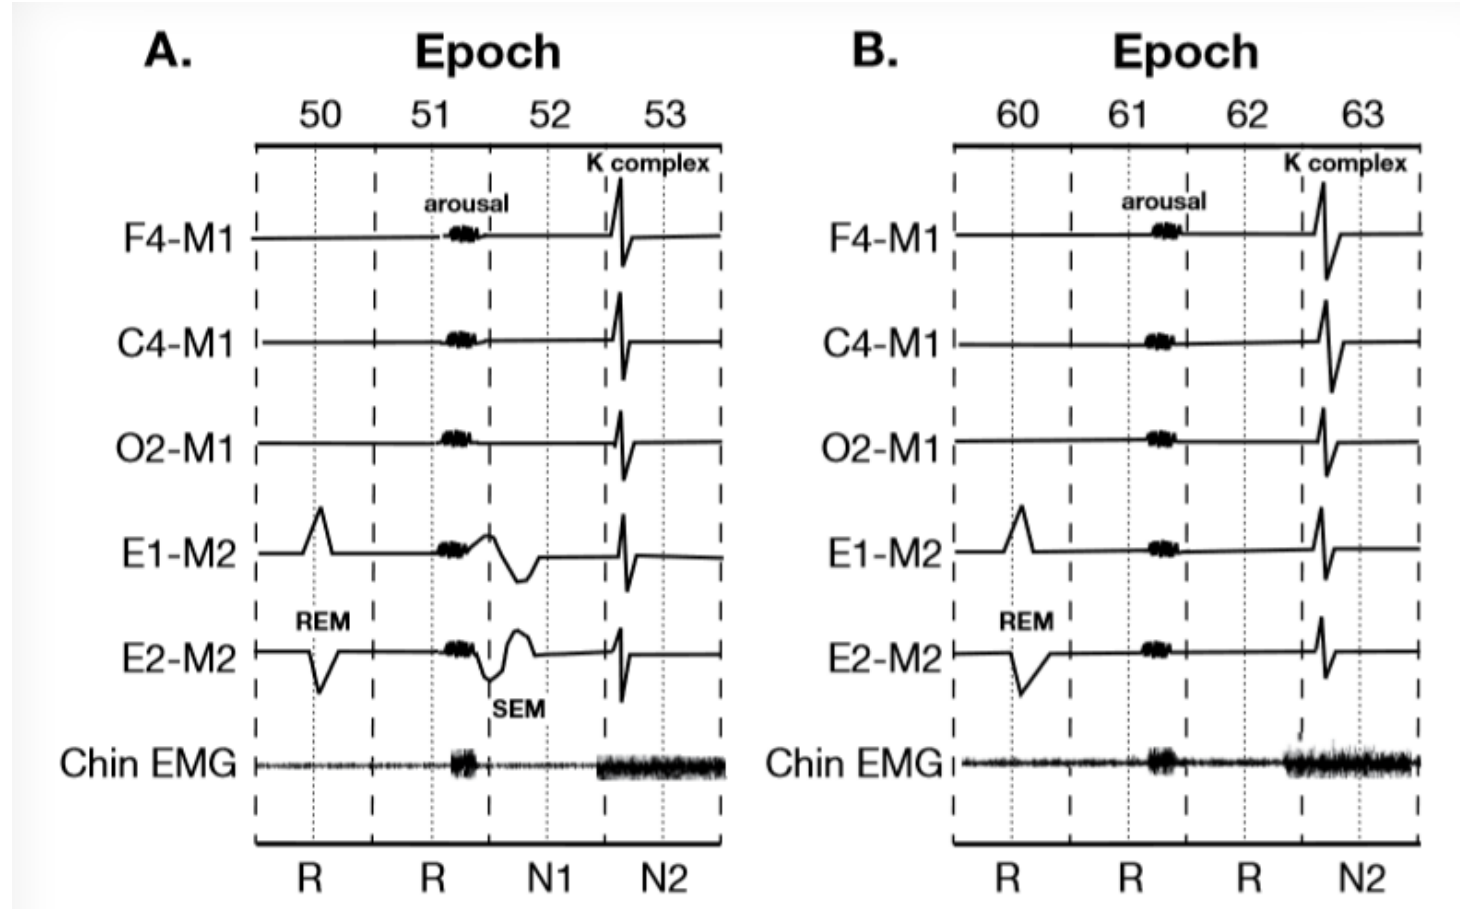 A. Epoch
50 51 52 53
K complex
arousal
F4-M1
C4-M1
O2-M1
E1-M2
REM
E2-M2
SEM
Chin EMG
R R N1 N2
B. Epoch
60 61 62 63
K complex
arousal
F4-M1
C4-M1
O2-M1
E1-M2
REM
E2-M2
Chin EMG
R R R N2